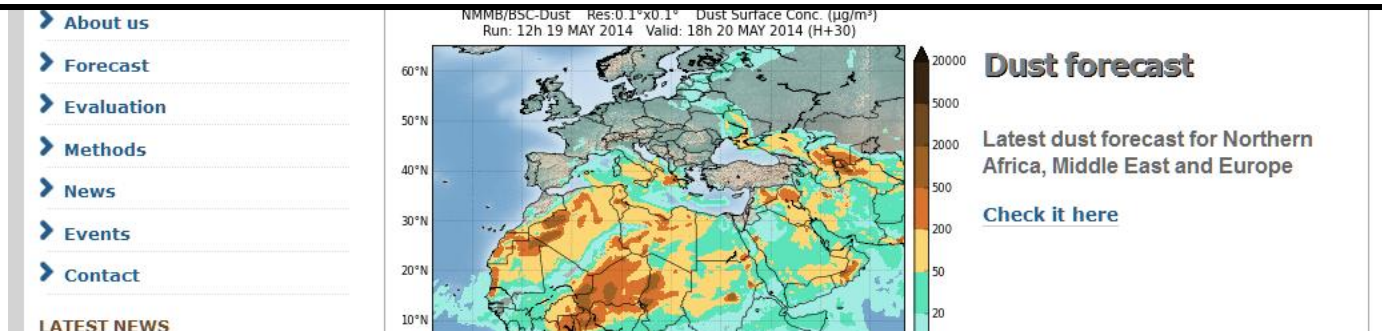 About us
Forecast
Evaluation
Methods
News
Events
Contact
LATEST NEWS
NMMB/BSC-Dust Res:0.1°x0.1° Dust Surface Conc. (µg/m³)
Run: 12h 19 MAY 2014 Valid: 18h 20 MAY 2014 (H+30)
60°N
50°N
40°N
30°N
20°N
10°N
20000
5000
2000
500
200
50
20
Dust forecast
Latest dust forecast for Northern
Africa, Middle East and Europe
Check it here